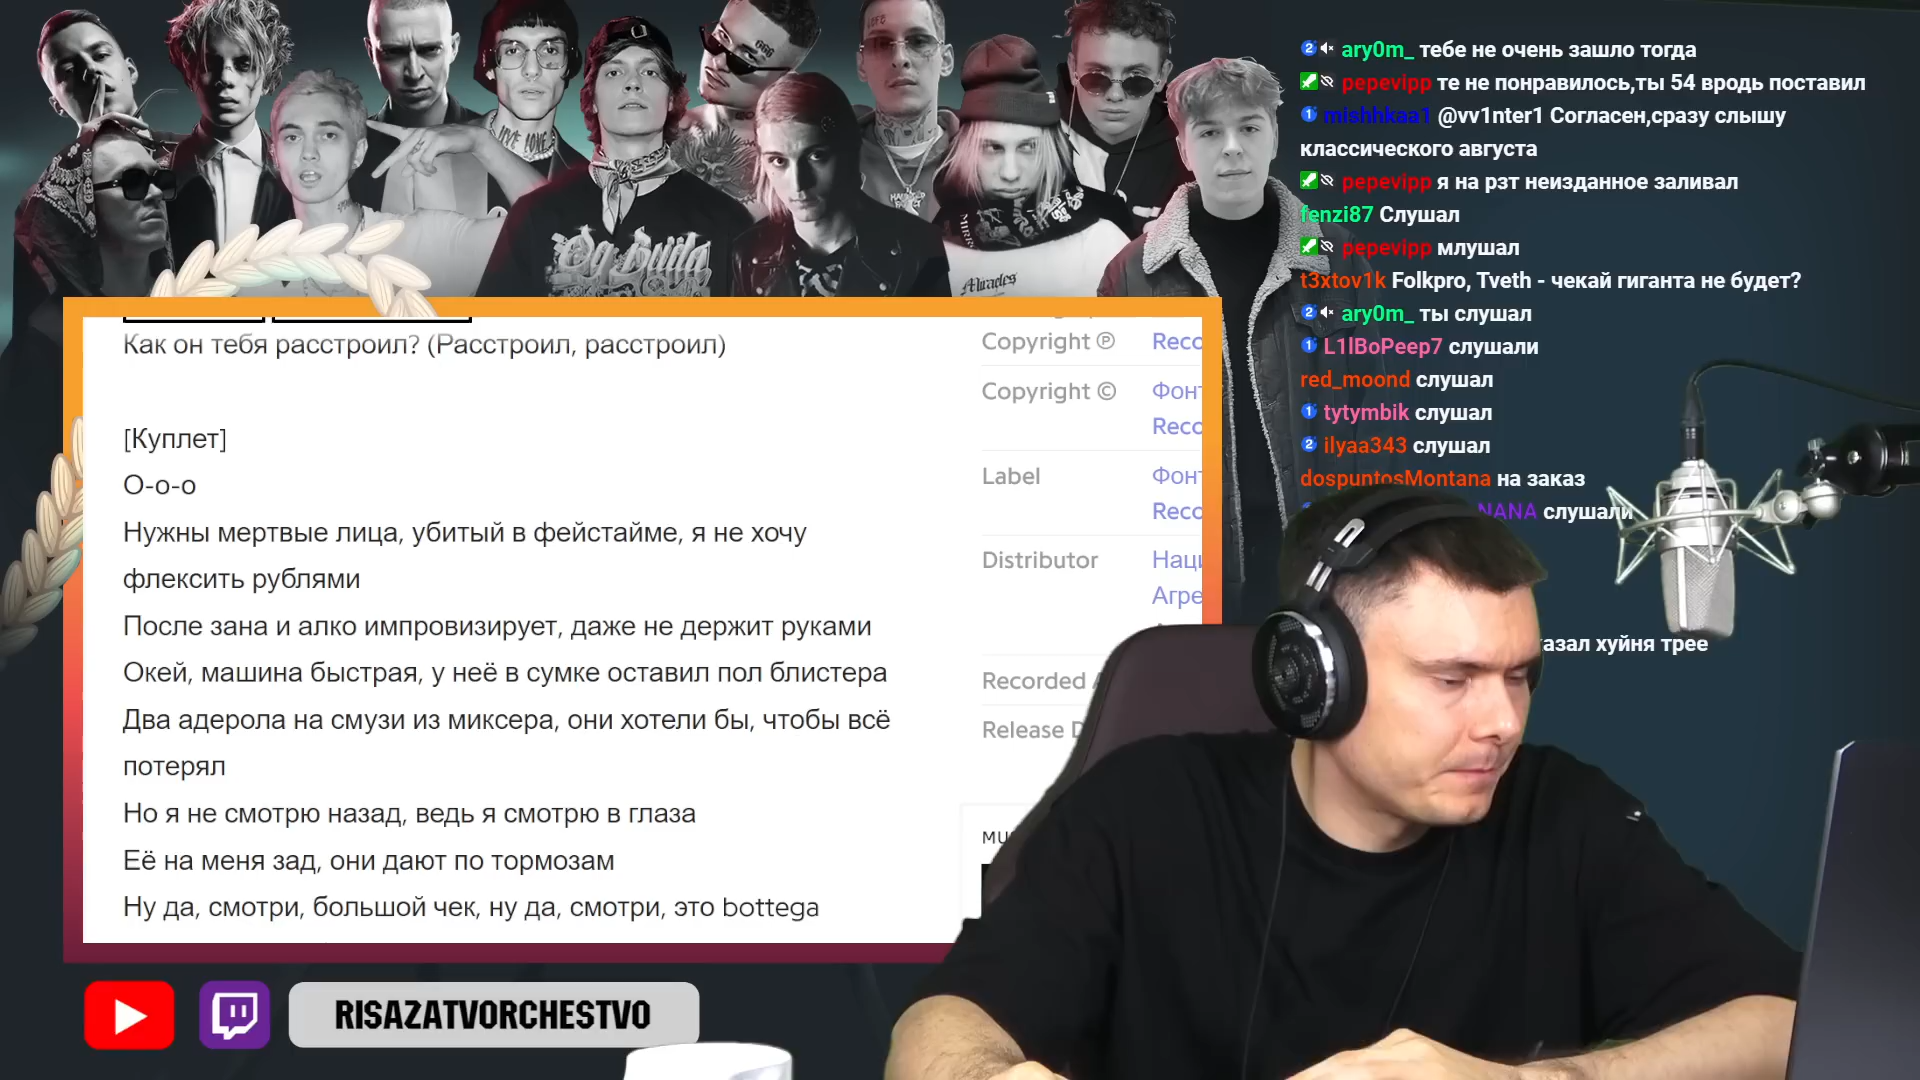 Как он тебя расстроил? (Расстроил, расстроил)
[Куплет]
О-о-о
Нужны мертвые лица, убитый в фейстайме, я не хочу
флексить рублями
После зана и алко импровизирует, даже не держит руками
Окей, машина быстрая, у неё в сумке оставил пол блистера
Два адерола на смузи из миксера, они хотели бы, чтобы всё
потерял
Но я не смотрю назад, ведь я смотрю в глаза
Её на меня зад, они дают по тормозам
Ну да, смотри, большой чек, ну да, смотри, это bottega
Copyright ℗
Copyright ©
Label
Distributor
Recorded
Release
RISAZATVORCHESTVO
ary0m_ тебе не очень зашло тогда
pepevipp те не понравилось,ты 54 вродь поставил
mishhkaa1 @vv1nter1 Согласен,сразу слышу
классического августа
pepevipp я на рзт неизданное заливал
fenzi87 Слушал
pepevipp млушал
t3xtov1k Folkpro, Tveth - чекай гиганта не будет?
ary0m_ ты слушал
L1lBoPeep7 слушали
red_moond слушал
tytymbik слушал
ilyaa343 слушал
dospuntosMontana на заказ
слушали
хуйня трее
Og Buda
Miracles